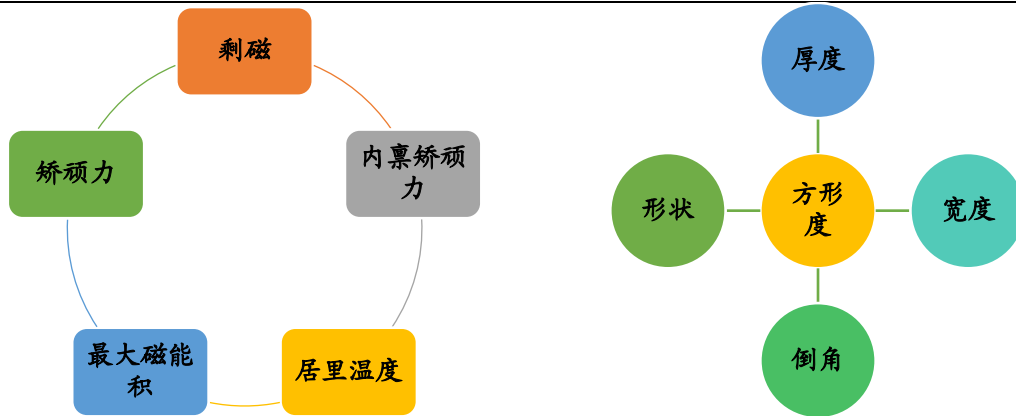 剩磁
矫顽力
内禀矫顽
力
最大磁能
积
居里温度
厚度
形状
方形
度
宽度
倒角